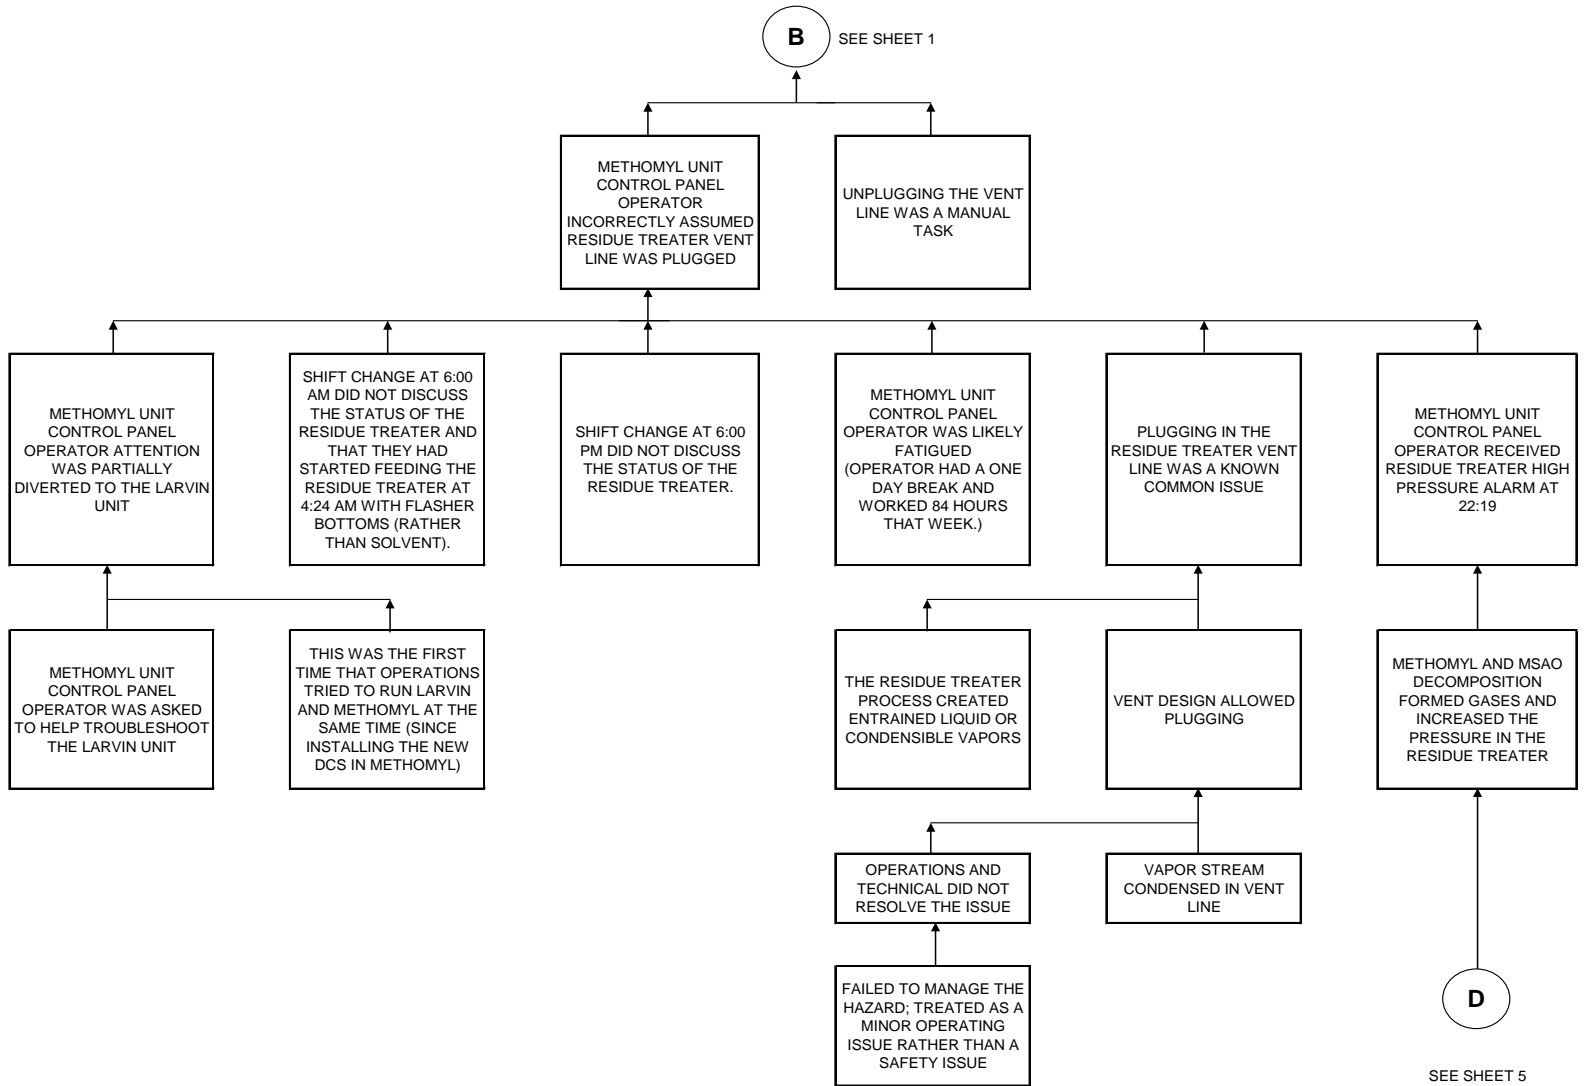 B
SEE SHEET 1
METHOMYL UNIT
CONTROL PANEL
OPERATOR
INCORRECTLY ASSUMED
RESIDUE TREATER VENT
LINE WAS PLUGGED
UNPLUGGING THE VENT
LINE WAS A MANUAL
TASK
METHOMYL UNIT
CONTROL PANEL
OPERATOR ATTENTION
WAS PARTIALLY
DIVERTED TO THE LARVIN
UNIT
SHIFT CHANGE AT 6:00
AM DID NOT DISCUSS
THE STATUS OF THE
RESIDUE TREATER AND
THAT THEY HAD
STARTED FEEDING THE
RESIDUE TREATER AT
4:24 AM WITH FLASHER
BOTTOMS (RATHER
THAN SOLVENT).
SHIFT CHANGE AT 6:00
PM DID NOT DISCUSS
THE STATUS OF THE
RESIDUE TREATER.
METHOMYL UNIT
CONTROL PANEL
OPERATOR WAS LIKELY
FATIGUED
(OPERATOR HAD A ONE
DAY BREAK AND
WORKED 84 HOURS
THAT WEEK.)
PLUGGING IN THE
RESIDUE TREATER VENT
LINE WAS A KNOWN
COMMON ISSUE
METHOMYL UNIT
CONTROL PANEL
OPERATOR RECEIVED
RESIDUE TREATER HIGH
PRESSURE ALARM AT
22:19
METHOMYL UNIT
CONTROL PANEL
OPERATOR WAS ASKED
TO HELP TROUBLESHOOT
THE LARVIN UNIT
THIS WAS THE FIRST
TIME THAT OPERATIONS
TRIED TO RUN LARVIN
AND METHOMYL AT THE
SAME TIME (SINCE
INSTALLING THE NEW
DCS IN METHOMYL)
THE RESIDUE TREATER
PROCESS CREATED
ENTRAINED LIQUID OR
CONDENSIBLE VAPORS
VENT DESIGN ALLOWED
PLUGGING
METHOMYL AND MSAO
DECOMPOSITION
FORMED GASES AND
INCREASED THE
PRESSURE IN THE
RESIDUE TREATER
OPERATIONS AND
TECHNICAL DID NOT
RESOLVE THE ISSUE
VAPOR STREAM
CONDENSED IN VENT
LINE
FAILED TO MANAGE THE
HAZARD; TREATED AS A
MINOR OPERATING
ISSUE RATHER THAN A
SAFETY ISSUE
D
SEE SHEET 5